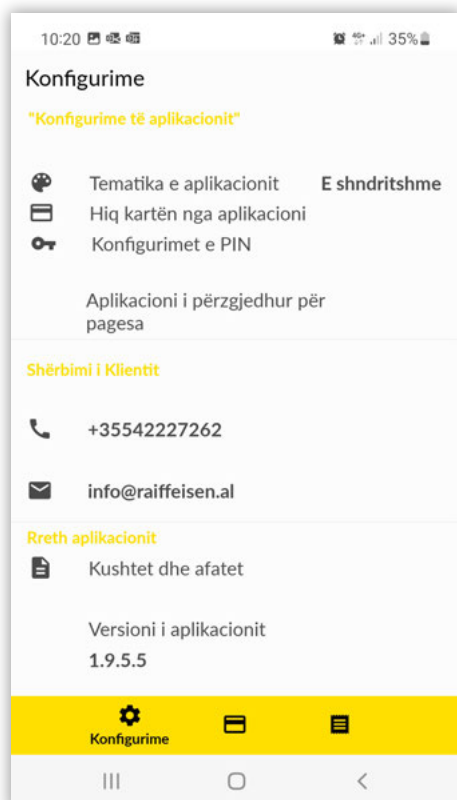 10:20 35%
Konfigurime
"Konfigurime të aplikacionit"
Tematika e aplikacionit E shndritshme
Hiq kartën nga aplikacioni
Konfigurimet e PIN
Aplikacioni i përzgjedhur për
pagesa
Shërbimi i Klientit
+35542227262
info@raiffeisen.al
Rreth aplikacionit
Kushtet dhe afatet
Versioni i aplikacionit
1.9.5.5
Konfigurime